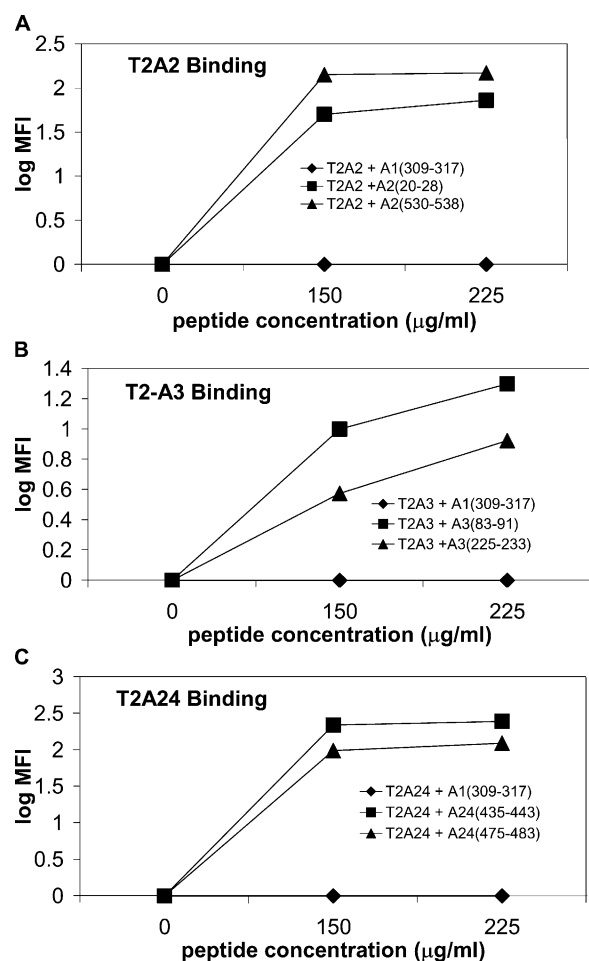 A
T2A2 Binding
2.5
2
1.5
1
0.5
0
log MFI
T2A2 + A1(309-317)
T2A2 +A2(20-28)
T2A2 + A2(530-538)
0 150 225
peptide concentration (μg/ml)
B
T2-A3 Binding
1.4
1.2
1
0.8
0.6
0.4
0.2
0
log MFI
T2A3 + A1(309-317)
T2A3 + A3(83-91)
T2A3 +A3(225-233)
0 150 225
peptide concentration (μg/ml)
C
T2A24 Binding
3
2.5
2
1.5
1
0.5
0
log MFI
T2A24 + A1(309-317)
T2A24 + A24(435-443)
T2A24 + A24(475-483)
0 150 225
peptide concentration (μg/ml)